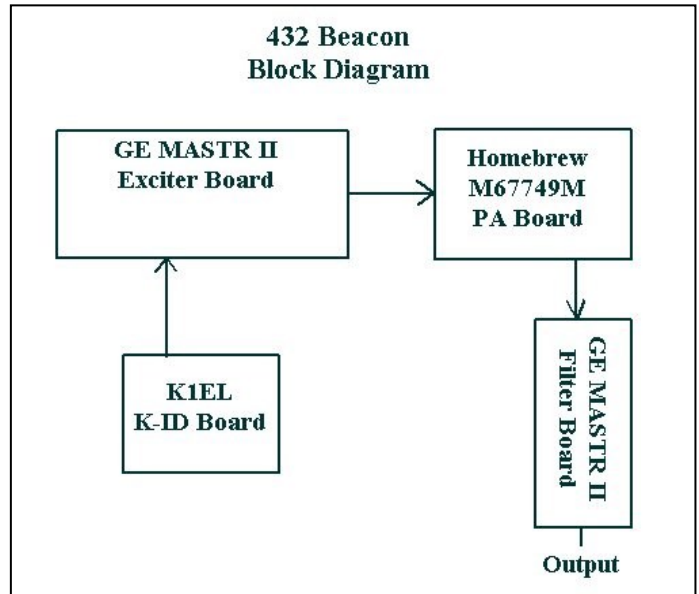 432 Beacon
Block Diagram
GE MASTR II
Exciter Board
Homebrew
M67749M
PA Board
K1EL
K-ID Board
GE MASTR II
Filter Board
Output